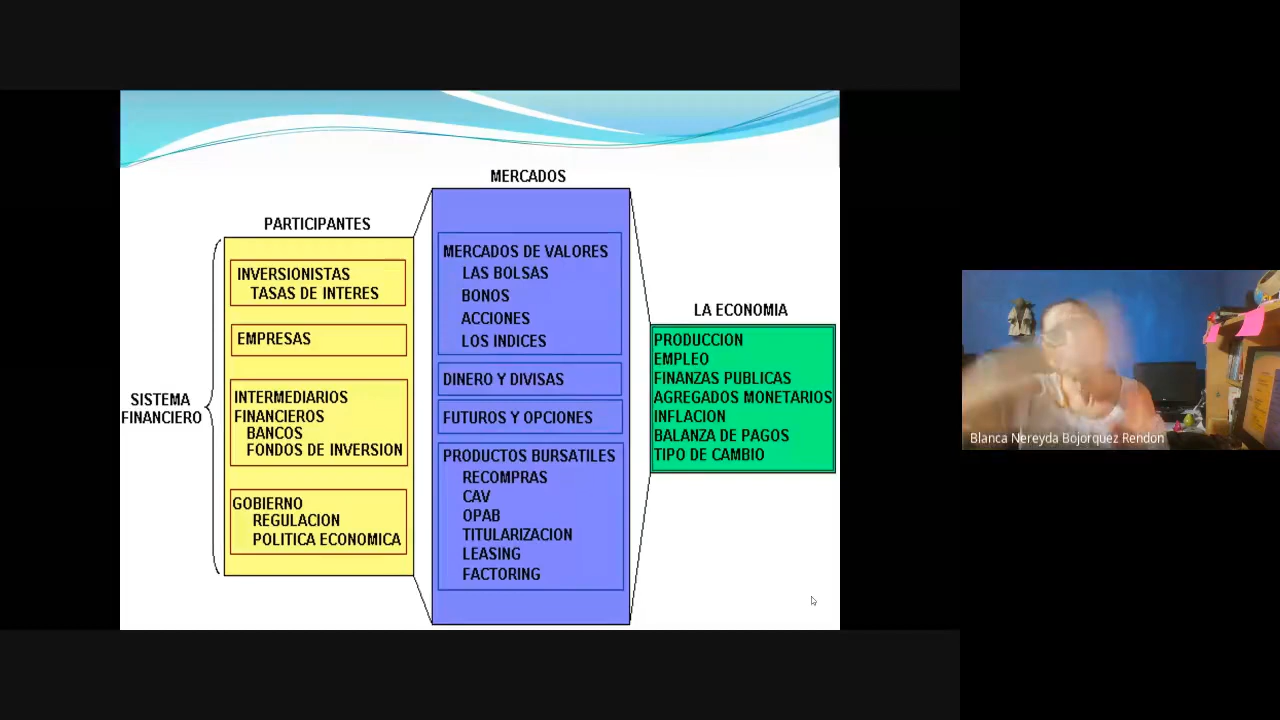 MERCADOS
PARTICIPANTES
INVERSIONISTAS
TASAS DE INTERES
EMPRESAS
INTERMEDIARIOS
FINANCIEROS
BANCOS
FONDOS DE INVERSION
GOBIERNO
REGULACION
POLITICA ECONOMICA
SISTEMA
FINANCIERO
MERCADOS DE VALORES
LAS BOLSAS
BONOS
ACCIONES
LOS INDICES
DINERO Y DIVISAS
FUTUROS Y OPCIONES
PRODUCTOS BURSATILES
RECOMPRAS
CAV
OPAB
TITULARIZACION
LEASING
FACTORING
LA ECONOMIA
PRODUCCION
EMPLEO
FINANZAS PUBLICAS
AGREGADOS MONETARIOS
INFLACION
BALANZA DE PAGOS
TIPO DE CAMBIO
Blanca Nereyda Bojorquez Rendon